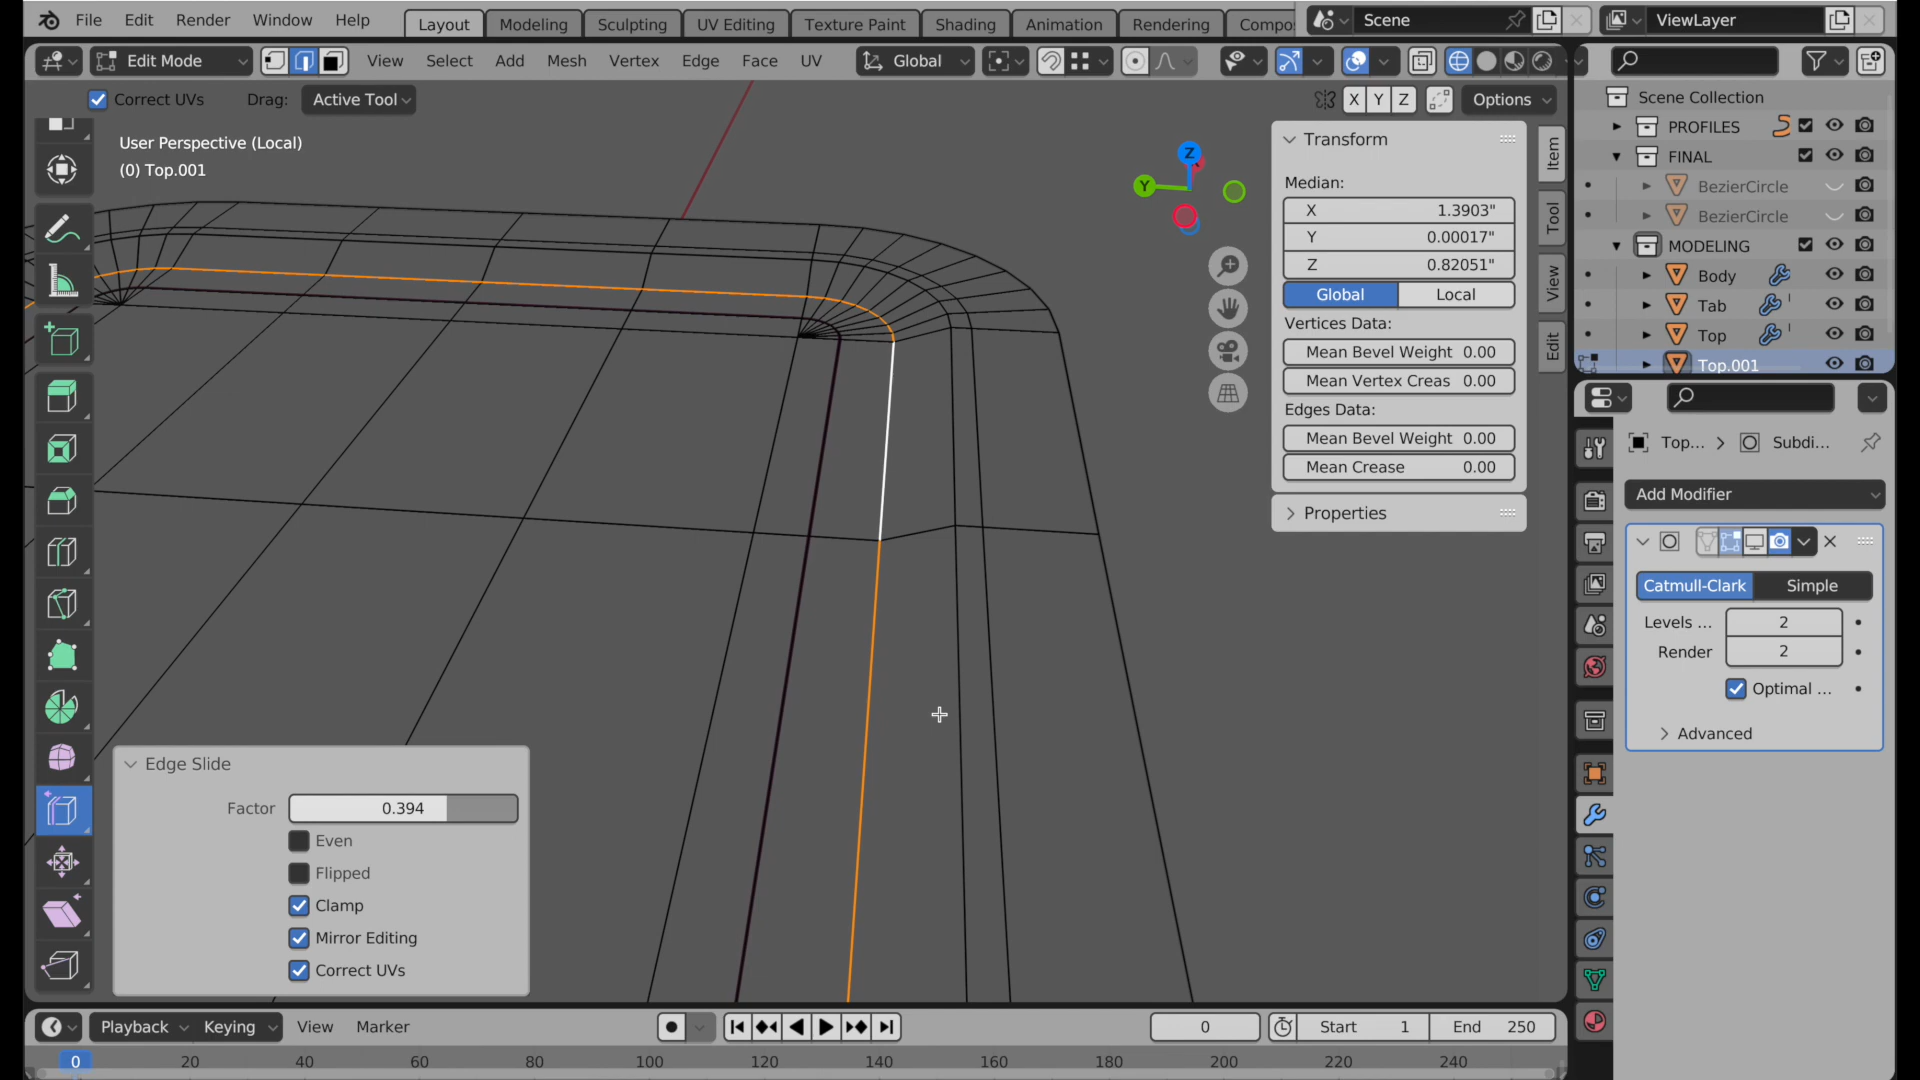 File Edit Render Window Help Layout Modeling Sculpting UV Editing Texture Paint Shading Animation Rendering Compo Scene ViewLayer
Edit Mode View Select Add Mesh Vertex Edge Face UV Global
Correct UVs Drag: Active Tool X Y Z Options
User Perspective (Local)
(0) Top.001
Z
Y
Transform
Median:
X 1.3903"
Y 0.00017"
Z 0.82051"
Global Local
Vertices Data:
Mean Bevel Weight 0.00
Mean Vertex Creas 0.00
Edges Data:
Mean Bevel Weight 0.00
Mean Crease 0.00
Properties
Item
Tool
View
Edit
Scene Collection
PROFILES
FINAL
BezierCircle
BezierCircle
MODELING
Body
Tab
Top
Top.001
Top... Subdi...
Add Modifier
Catmull-Clark Simple
Levels ... 2
Render 2
Optimal ...
Advanced
Edge Slide
Factor 0.394
Even
Flipped
Clamp
Mirror Editing
Correct UVs
Playback Keying View Marker 0 Start 1 End 250
0 20 40 60 80 100 120 140 160 180 200 220 240